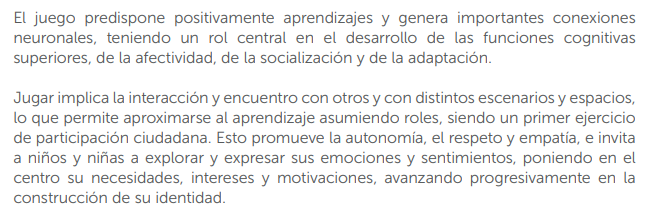 El juego predispone positivamente aprendizajes y genera importantes conexiones
neuronales, teniendo un rol central en el desarrollo de las funciones cognitivas
superiores, de la afectividad, de la socialización y de la adaptación.
Jugar implica la interacción y encuentro con otros y con distintos escenarios y espacios,
lo que permite aproximarse al aprendizaje asumiendo roles, siendo un primer ejercicio
de participación ciudadana. Esto promueve la autonomía, el respeto y empatía, e invita
a niños y niñas a explorar y expresar sus emociones y sentimientos, poniendo en el
centro su necesidades, intereses y motivaciones, avanzando progresivamente en la
construcción de su identidad.